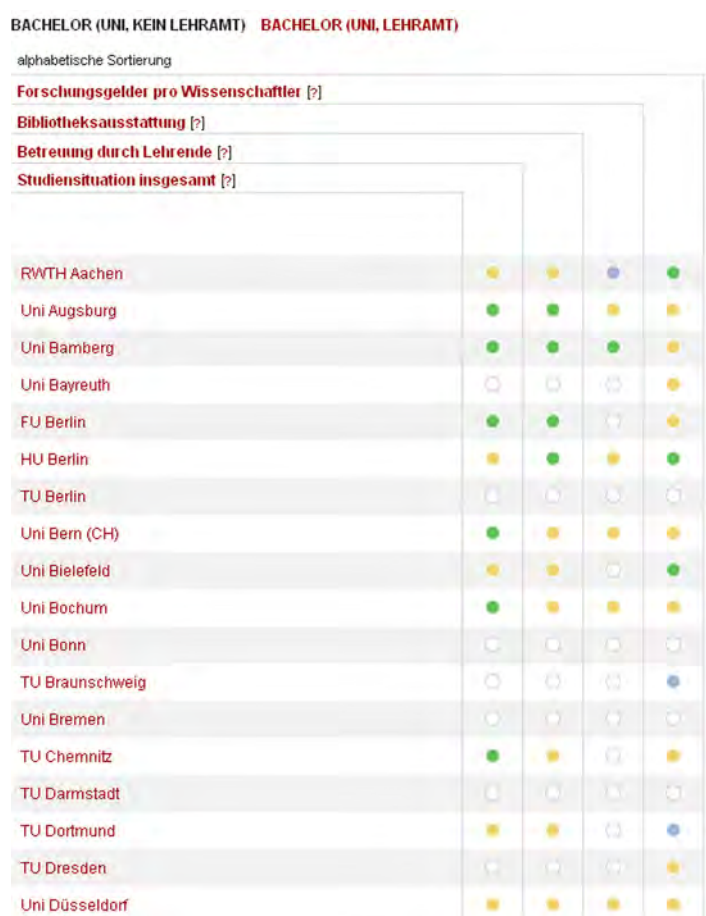 BACHELOR (UNI, KEIN LEHRAMT) BACHELOR (UNI, LEHRAMT)
alphabetische Sortierung
Forschungsgelder pro Wissenschaftler [?]
Bibliotheksausstattung [?]
Betreuung durch Lehrende [?]
Studiensituation insgesamt [?]
RWTH Aachen
Uni Augsburg
Uni Bamberg
Uni Bayreuth
FU Berlin
HU Berlin
TU Berlin
Uni Bern (CH)
Uni Bielefeld
Uni Bochum
Uni Bonn
TU Braunschweig
Uni Bremen
TU Chemnitz
TU Darmstadt
TU Dortmund
TU Dresden
Uni Düsseldorf